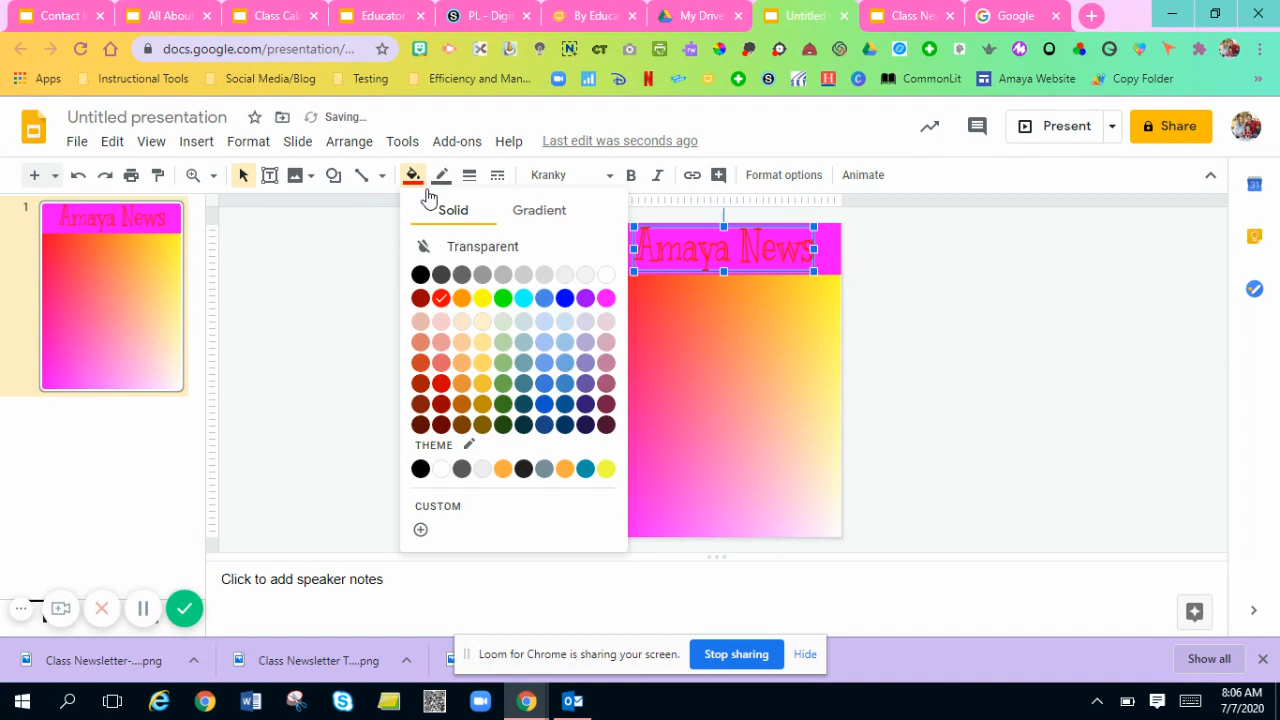 Contact
All About
Class Cal
Educator
PL - Digi
By Educa
My Drive
Untitled
Class Ne
Google
docs.google.com/presentation/...
Apps
Instructional Tools
Social Media/Blog
Testing
Efficiency and Man...
CommonLit
Amaya Website
Copy Folder
Untitled presentation
Saving...
File Edit View Insert Format Slide Arrange Tools Add-ons Help Last edit was seconds ago
Present
Share
Kranky
B I
Format options
Animate
1
Amaya News
Solid
Gradient
Transparent
THEME
CUSTOM
Amaya News
Click to add speaker notes
Class Newsletter-....png
Class Newsletter T....png
Loom for Chrome is sharing your screen.
Stop sharing
Hide
Show all
8:06 AM
7/7/2020